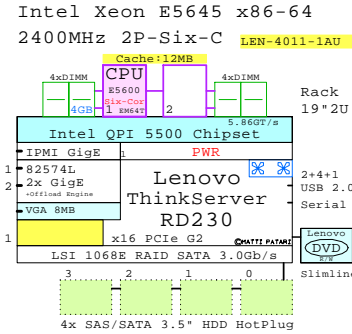 Intel Xeon E5645 x86-64
2400MHz 2P-Six-C LEN-4011-1AU
Cache:12MB
4xDIMM CPU 4xDIMM
E5600
Six-Cor
4GB 1 EM64T 2
Rack
19"2U
5.86GT/s
Intel QPI 5500 Chipset
IPMI GigE 1 PWR
1 82574L
2 2x GigE
+Offload Engine
Lenovo
ThinkServer
RD230
2+4+1
USB 2.0
Serial
VGA 8MB
1 x16 PCIe G2 ©MATTI PATARI
Lenovo
DVD
R/W
Slimline
LSI 1068E RAID SATA 3.0Gb/s
3 2 1 0
4x SAS/SATA 3.5" HDD HotPlug